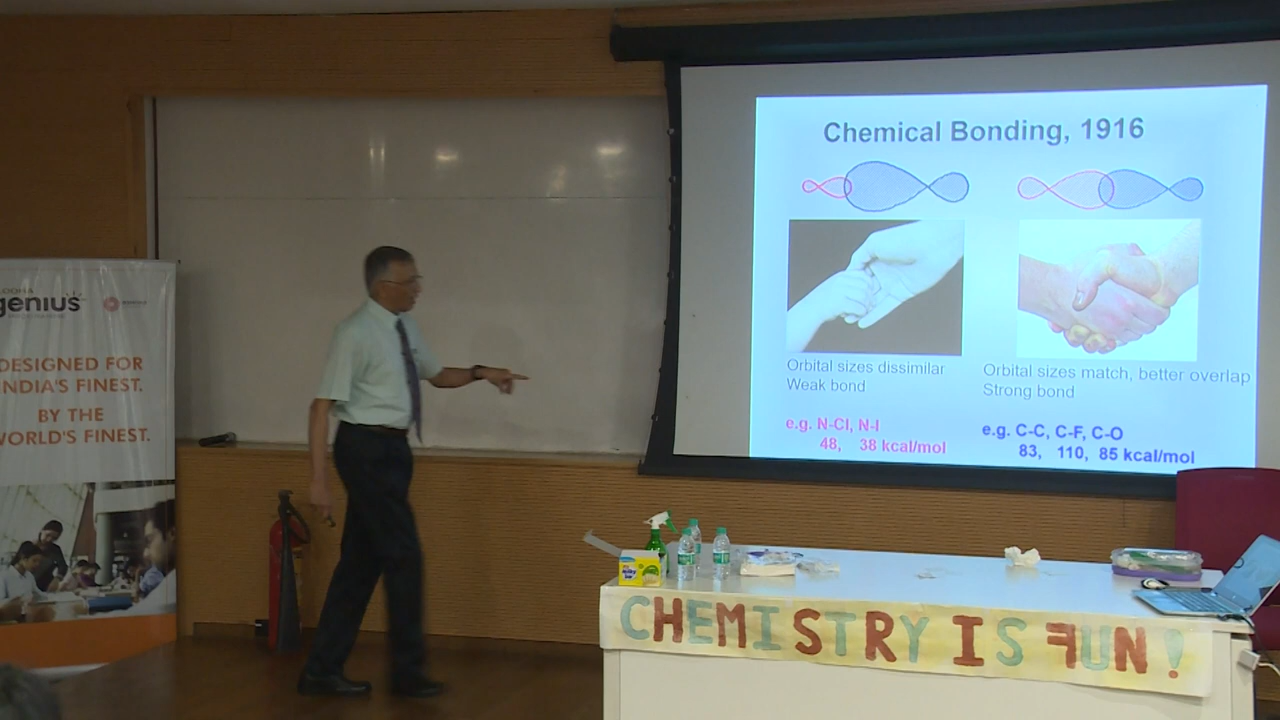 LODHA
genius
DESIGNED FOR
INDIA'S FINEST.
BY THE
WORLD'S FINEST.
Chemical Bonding, 1916
Orbital sizes dissimilar
Weak bond
e.g. N-Cl, N-I
48, 38 kcal/mol
Orbital sizes match, better overlap
Strong bond
e.g. C-C, C-F, C-O
83, 110, 85 kcal/mol
CHEMISTRY IS FUN!